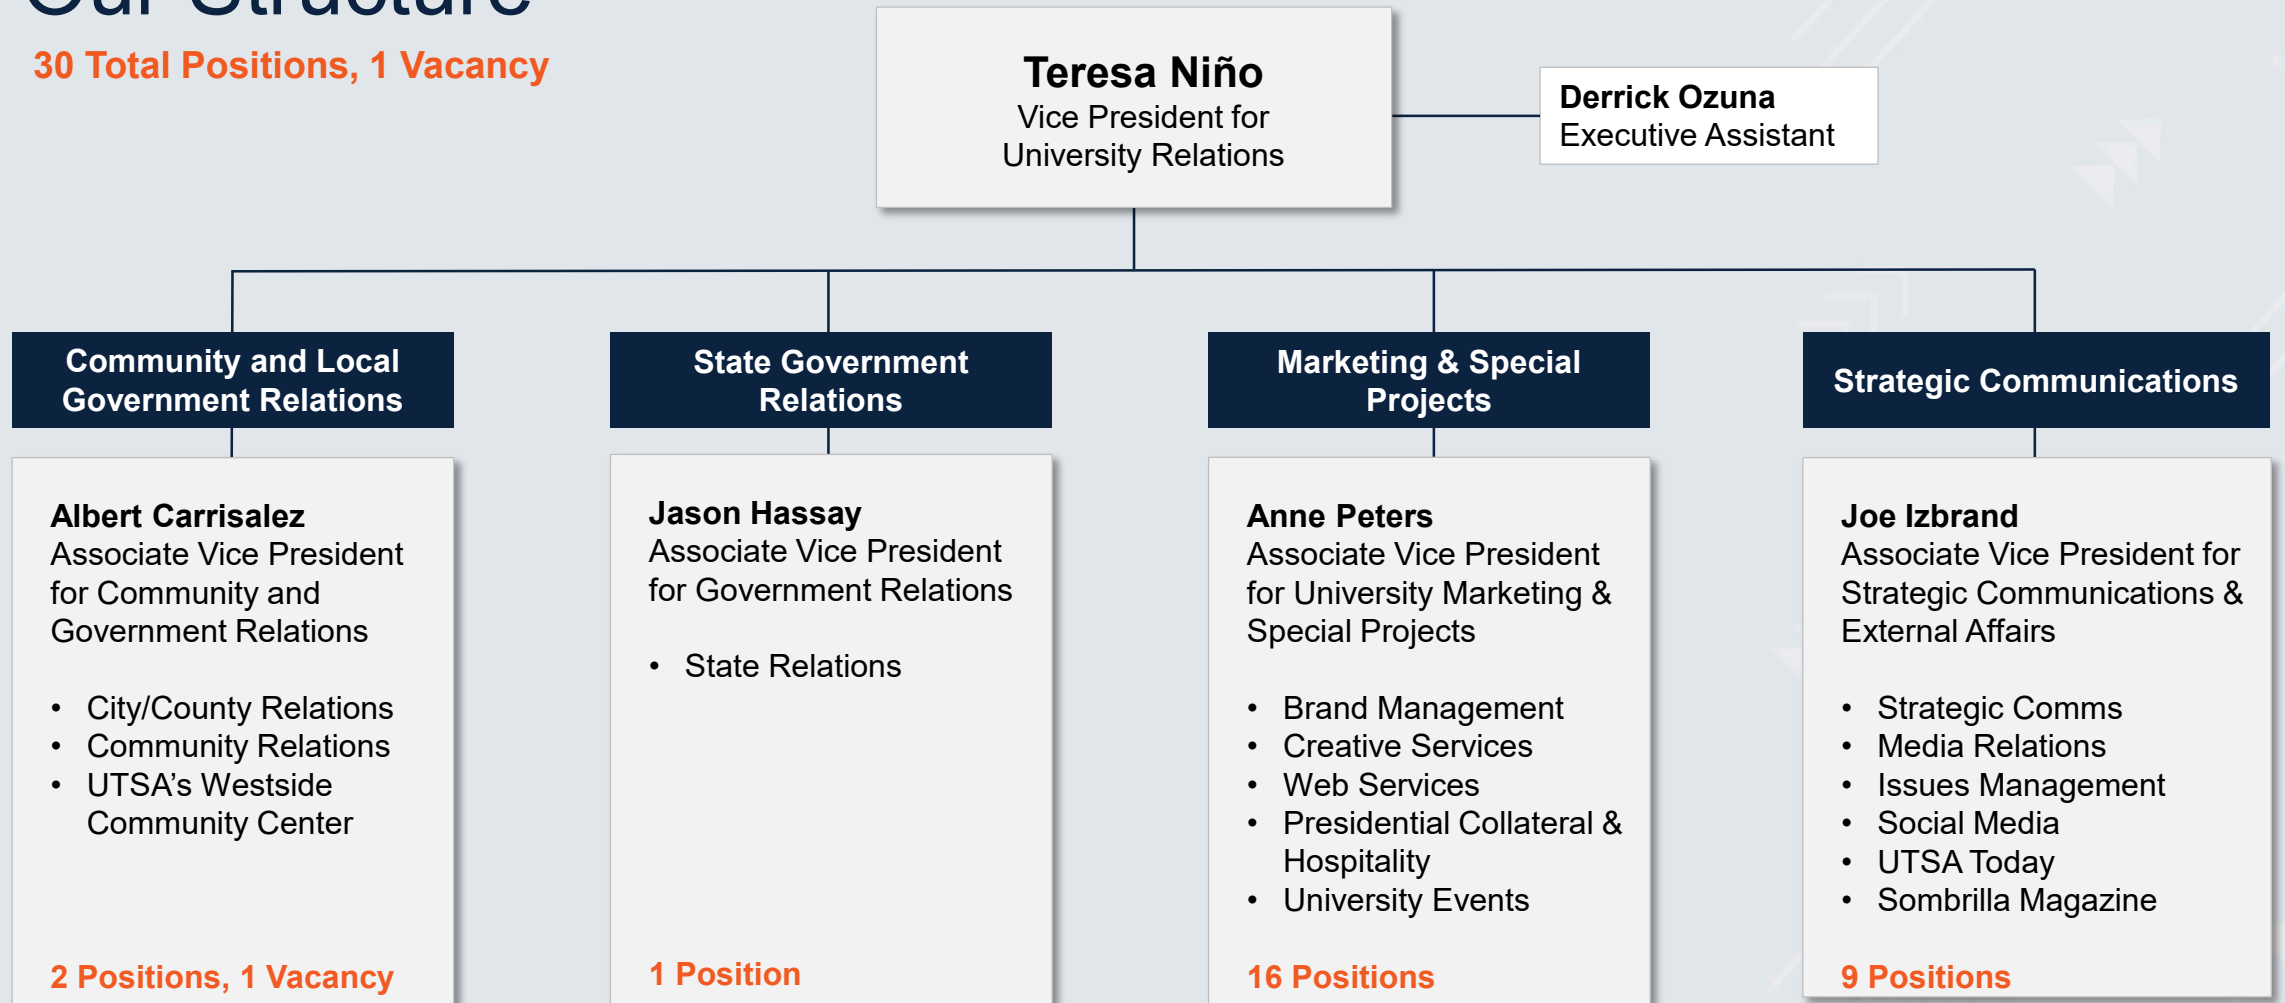 Our Structure
30 Total Positions, 1 Vacancy
Teresa Niño
Vice President for
University Relations
Derrick Ozuna
Executive Assistant
Community and Local
Government Relations
Albert Carrisalez
Associate Vice President
for Community and
Government Relations
• City/County Relations
• Community Relations
• UTSA’s Westside
Community Center
2 Positions, 1 Vacancy
State Government
Relations
Jason Hassay
Associate Vice President
for Government Relations
• State Relations
1 Position
Marketing & Special
Projects
Anne Peters
Associate Vice President
for University Marketing &
Special Projects
• Brand Management
• Creative Services
• Web Services
• Presidential Collateral &
Hospitality
• University Events
16 Positions
Strategic Communications
Joe Izbrand
Associate Vice President for
Strategic Communications &
External Affairs
• Strategic Comms
• Media Relations
• Issues Management
• Social Media
• UTSA Today
• Sombrilla Magazine
9 Positions